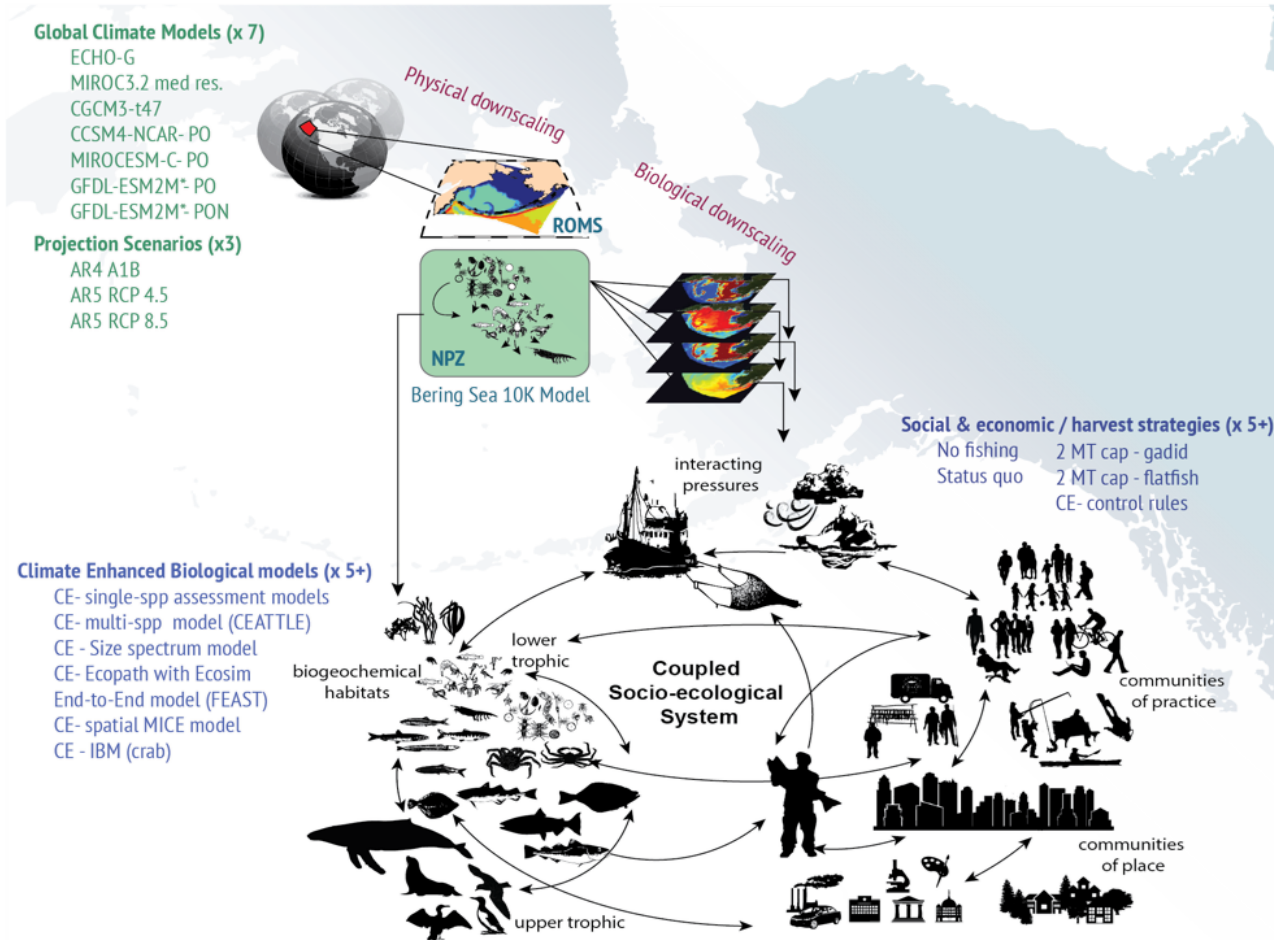 Global Climate Models (x 7)
ECHO-G
MIROC3.2 med res.
CGCM3-t47
CCSM4-NCAR- PO
MIROCESM-C- PO
GFDL-ESM2M*- PO
GFDL-ESM2M*- PON
Projection Scenarios (x3)
AR4 A1B
AR5 RCP 4.5
AR5 RCP 8.5
Physical downscaling
ROMS
Biological downscaling
NPZ
Bering Sea 10K Model
Social & economic / harvest strategies (x 5+)
No fishing
Status quo
2 MT cap - gadid
2 MT cap - flatfish
CE- control rules
interacting
pressures
Climate Enhanced Biological models (x 5+)
CE- single-spp assessment models
CE- multi-spp model (CEATTLE)
CE - Size spectrum model
CE- Ecopath with Ecosim
End-to-End model (FEAST)
CE- spatial MICE model
CE - IBM (crab)
biogeochemical
habitats
lower
trophic
Coupled
Socio-ecological
System
communities
of practice
communities
of place
upper trophic